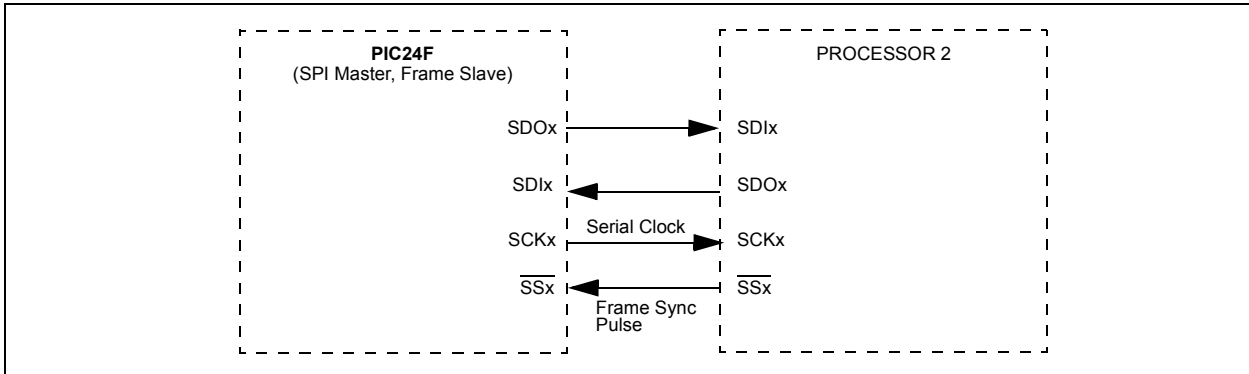 PIC24F
(SPI Master, Frame Slave)
PROCESSOR 2
SDOx
SDIx
SDIx
SDOx
Serial Clock
SCKx
SCKx
SSx
SSx
Frame Sync
Pulse